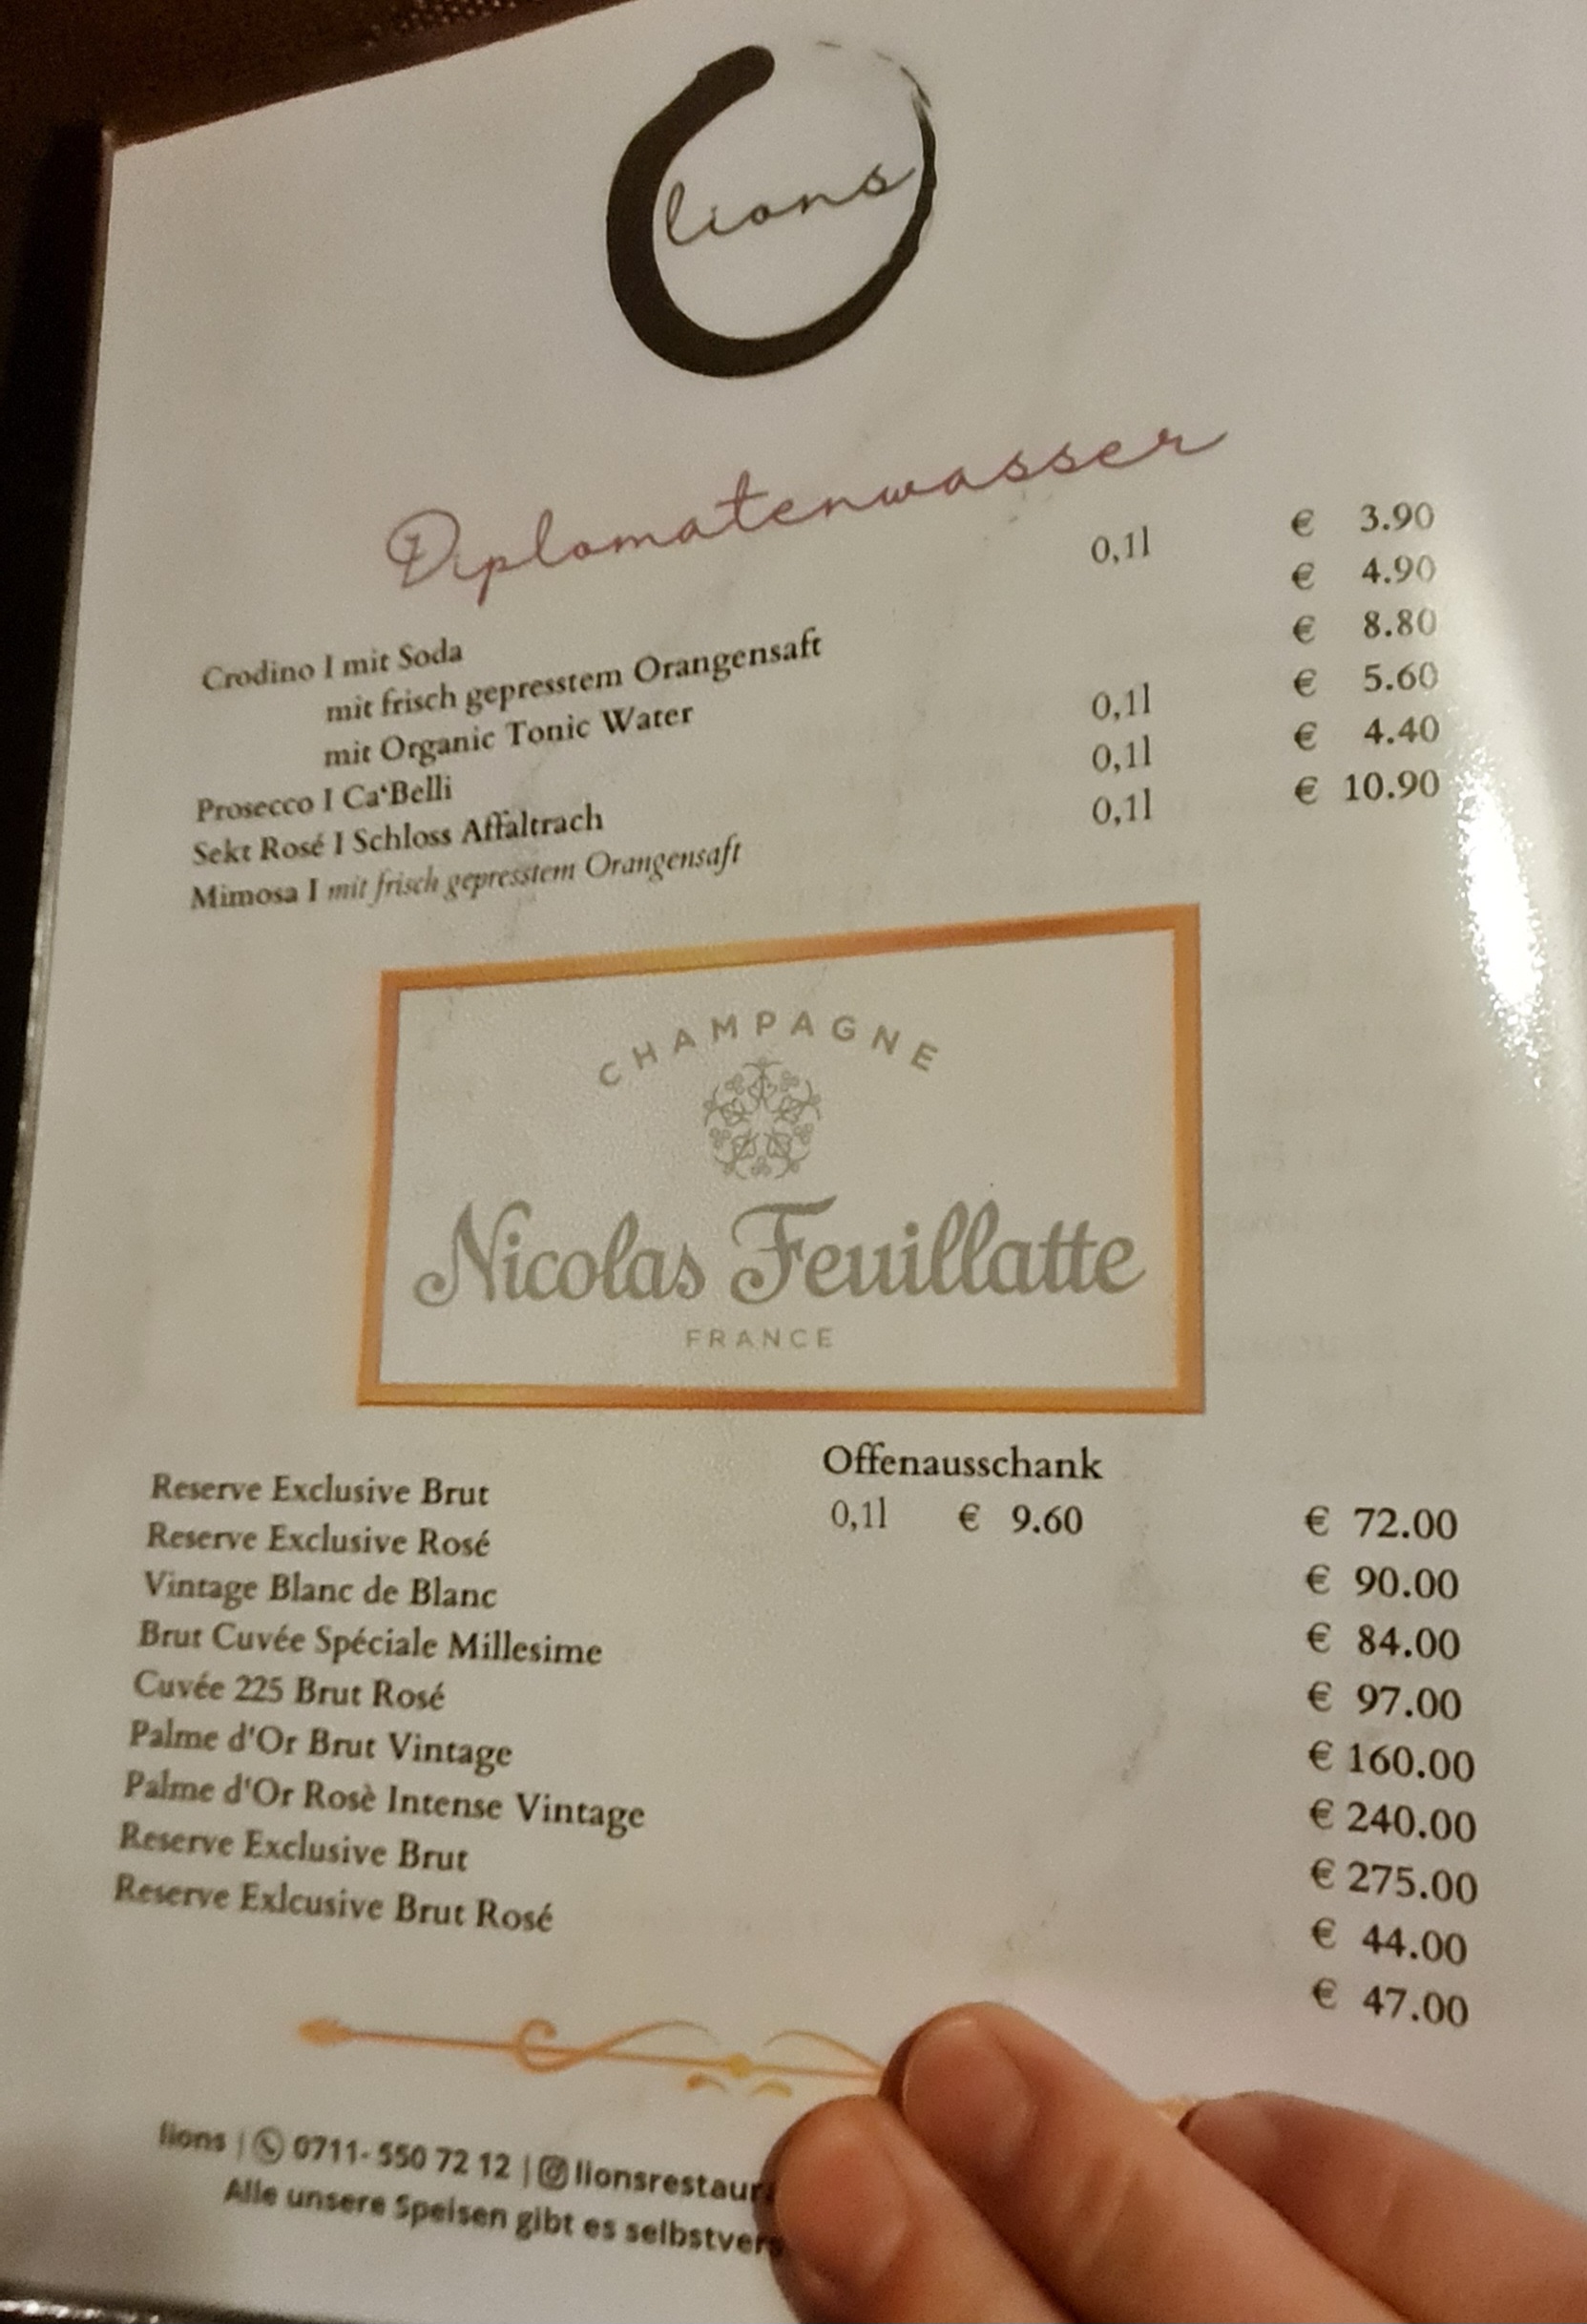 lions
Diplomatenwasser
Crodino I mit Soda 0,1l € 3.90
mit frisch gepresstem Orangensaft € 4.90
mit Organic Tonic Water € 8.80
Prosecco I Ca‘Belli 0,1l € 5.60
Sekt Rosé I Schloss Affaltrach 0,1l € 4.40
Mimosa I mit frisch gepresstem Orangensaft 0,1l € 10.90
CHAMPAGNE
Nicolas Feuillatte
FRANCE
Offenausschank
Reserve Exclusive Brut 0,1l € 9.60 € 72.00
Reserve Exclusive Rosé € 90.00
Vintage Blanc de Blanc € 84.00
Brut Cuvée Spéciale Millesime € 97.00
Cuvée 225 Brut Rosé € 160.00
Palme d'Or Brut Vintage € 240.00
Palme d'Or Rosè Intense Vintage € 275.00
Reserve Exclusive Brut € 44.00
Reserve Exlcusive Brut Rosé € 47.00
lions | 0711- 550 72 12 | lionsrestaur
Alle unsere Speisen gibt es selbstvers